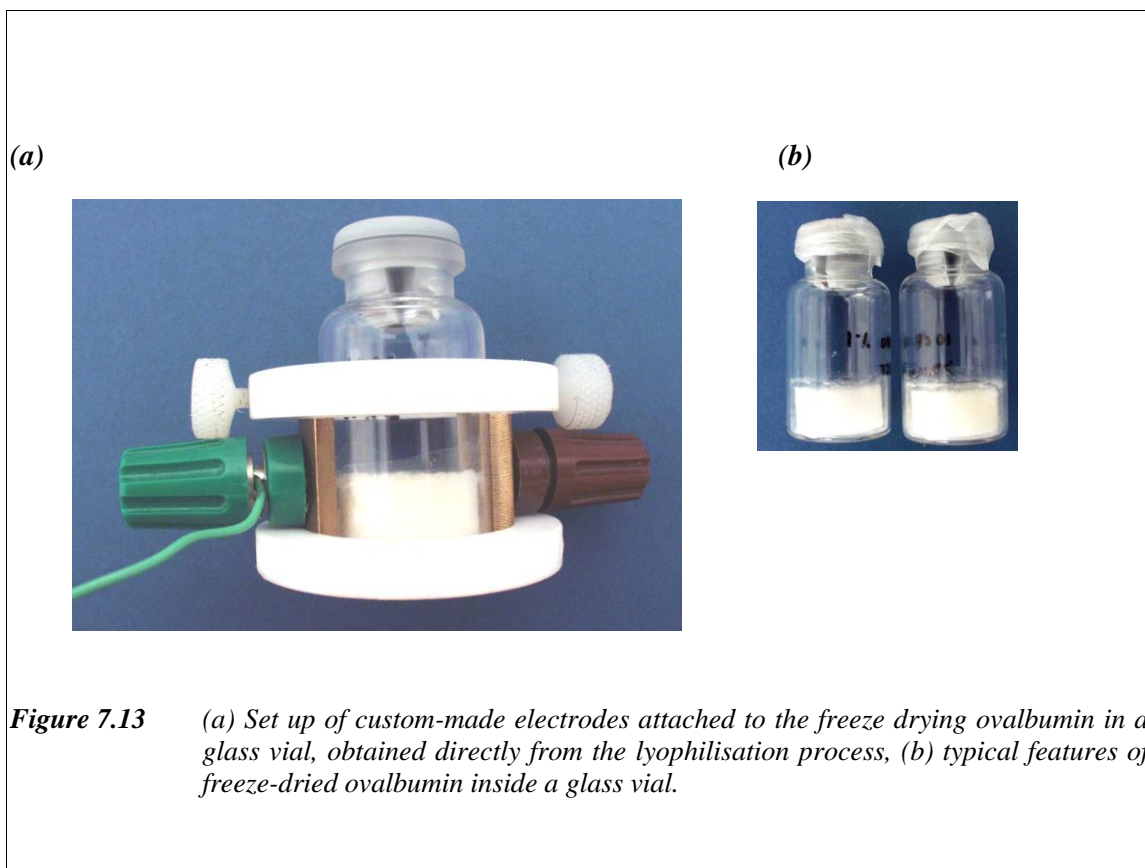 (a)
(b)
Figure 7.13 (a) Set up of custom-made electrodes attached to the freeze drying ovalbumin in a
glass vial, obtained directly from the lyophilisation process, (b) typical features of
freeze-dried ovalbumin inside a glass vial.